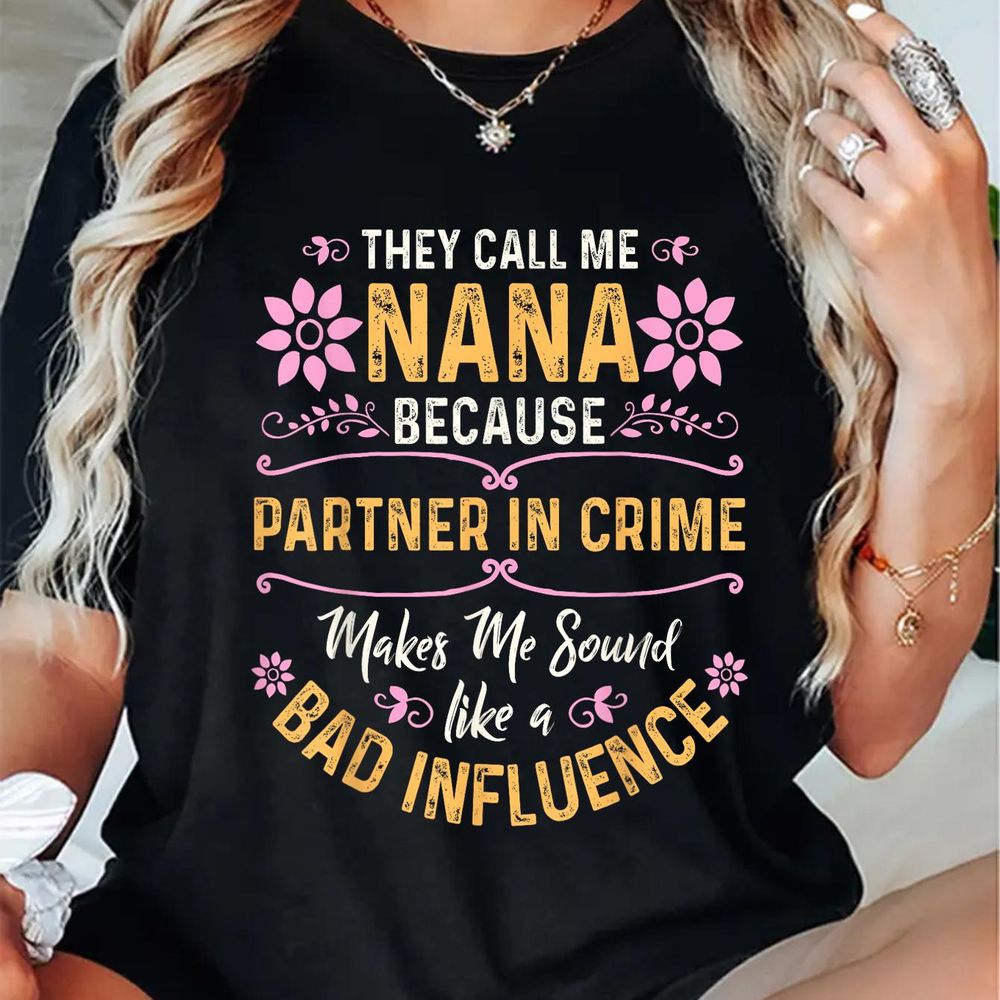 THEY CALL ME
NANA
BECAUSE
PARTNER IN CRIME
Makes Me Sound
like a
BAD INFLUENCE